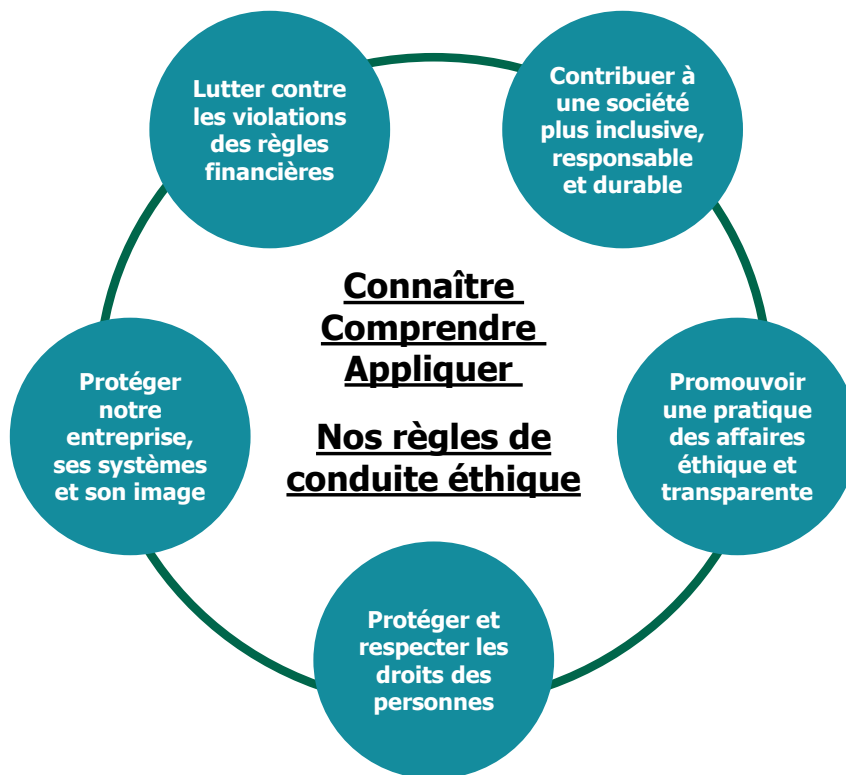 Lutter contre
les violations
des règles
financières
Contribuer à
une société
plus inclusive,
responsable
et durable
Connaître
Comprendre
Appliquer
Nos règles de
conduite éthique
Protéger
notre
entreprise,
ses systèmes
et son image
Promouvoir
une pratique
des affaires
éthique et
transparente
Protéger et
respecter les
droits des
personnes